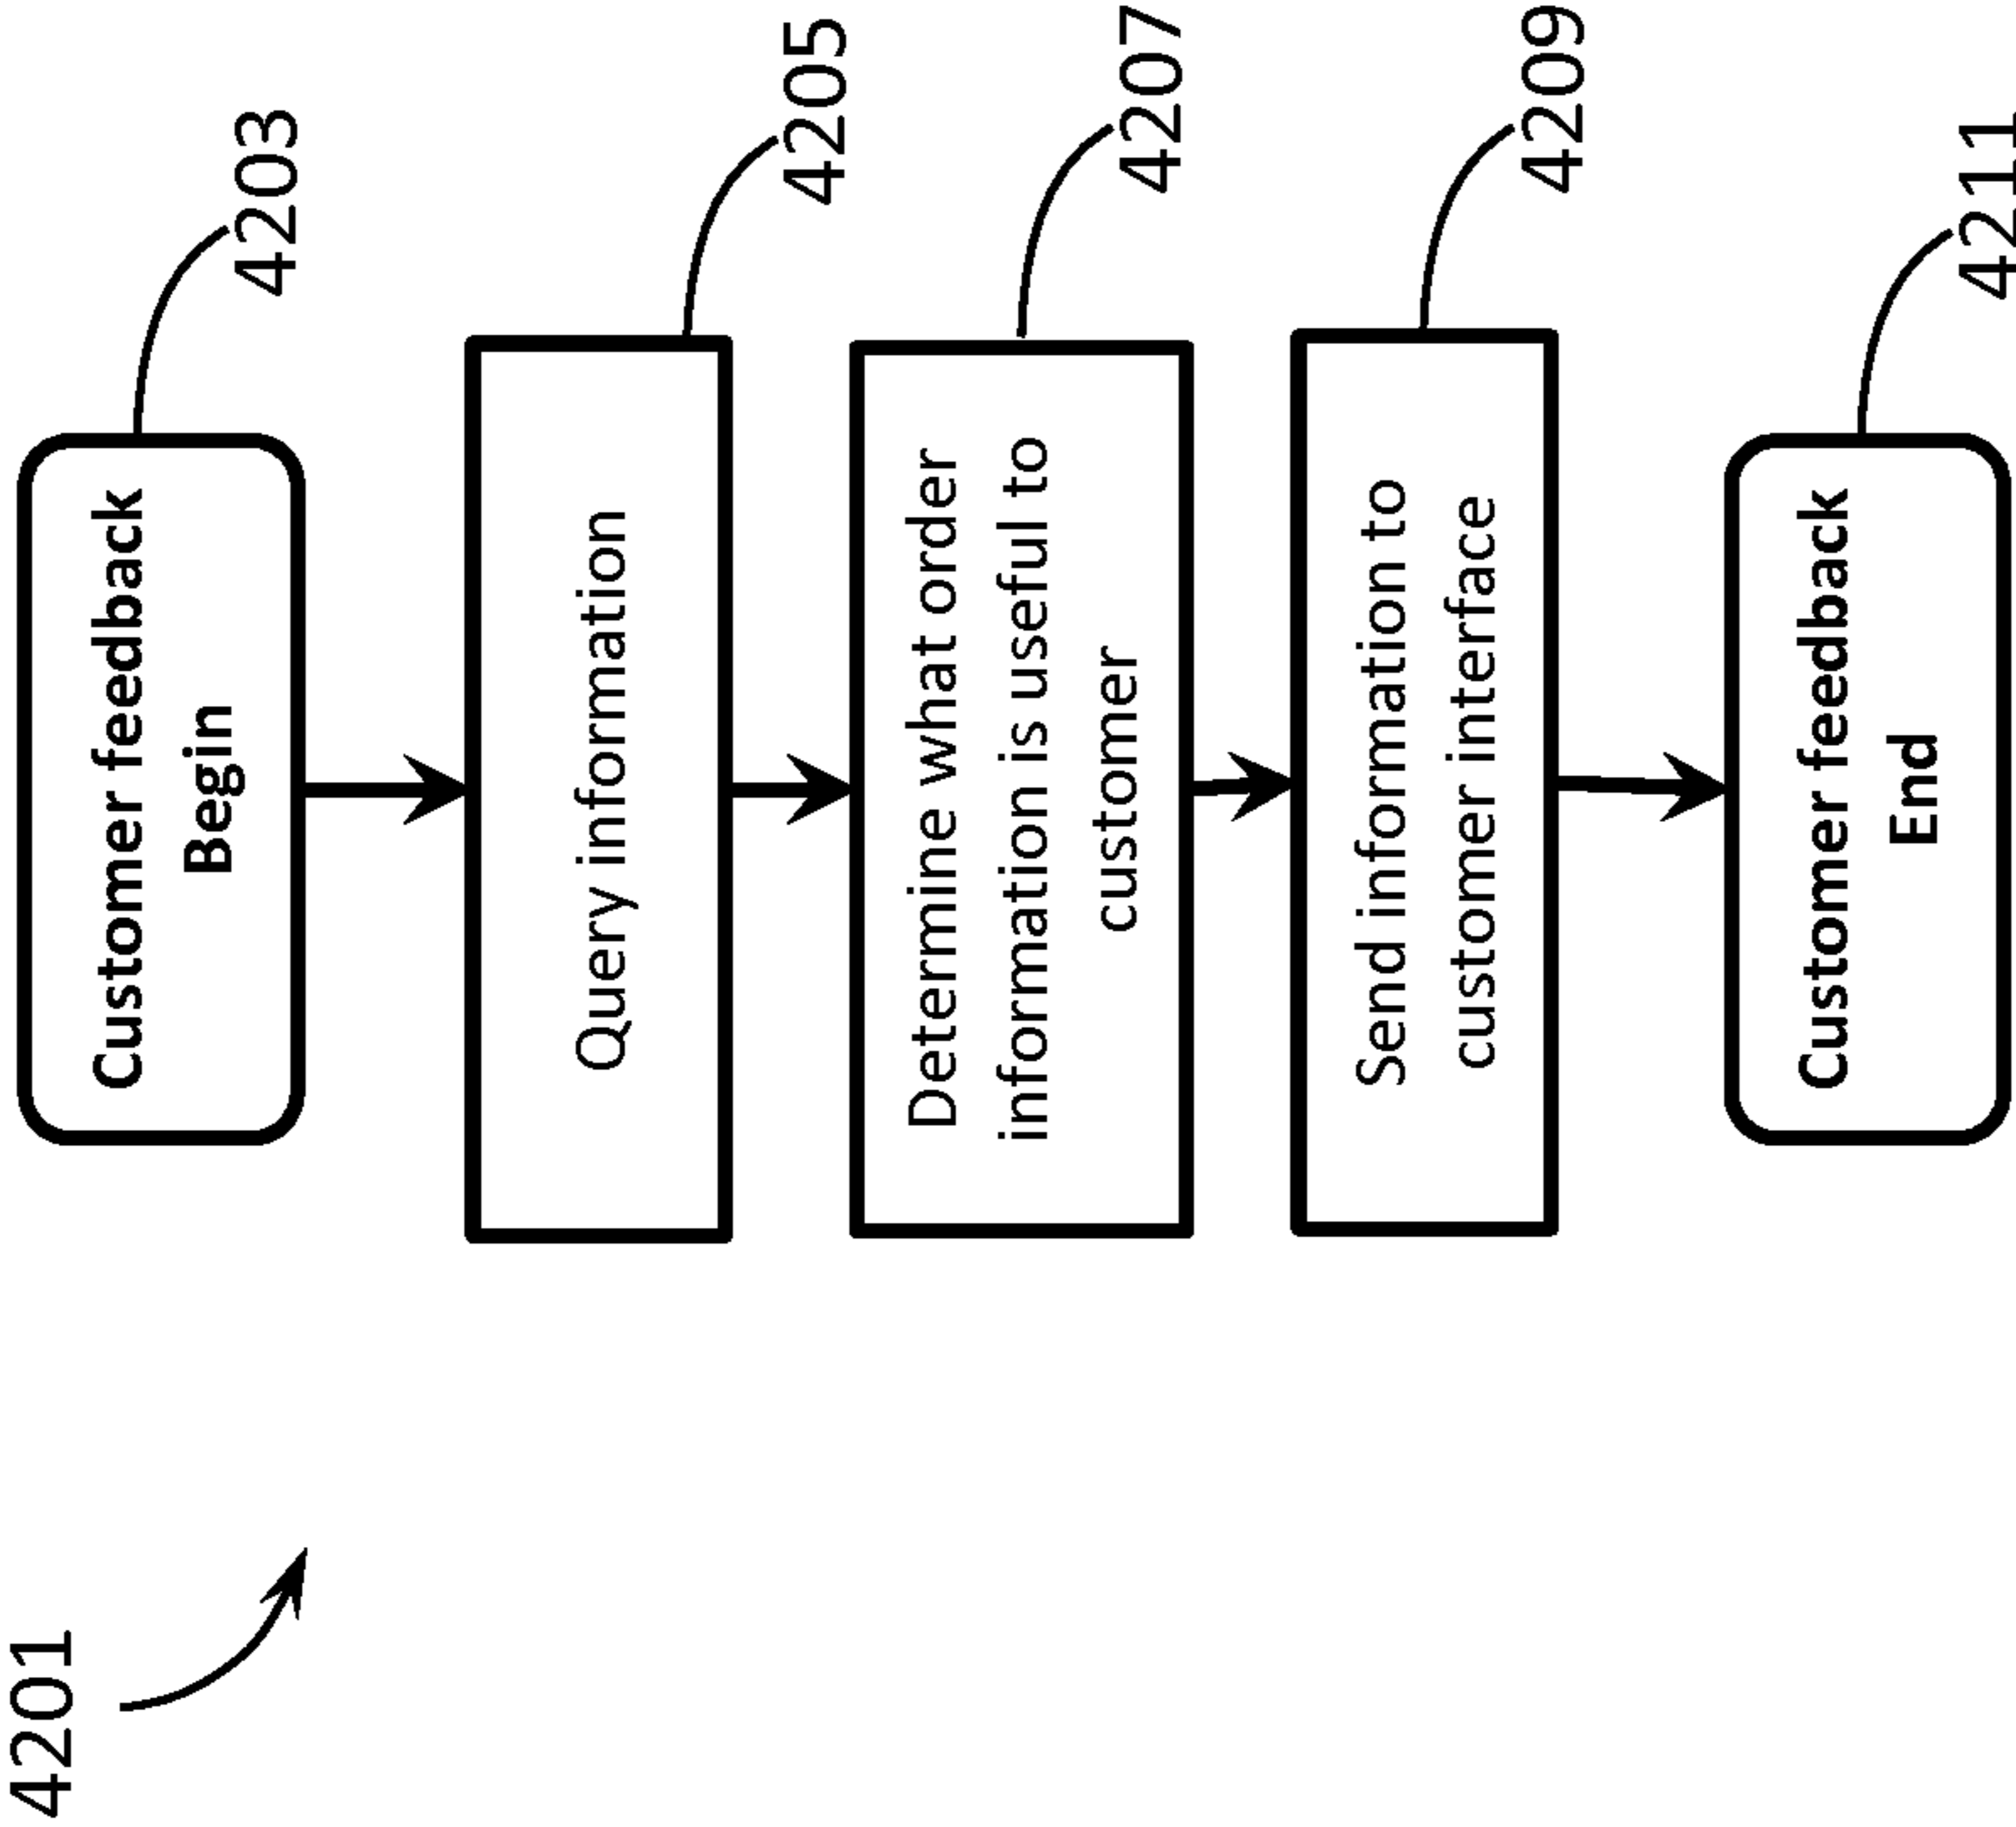 4201
Customer feedback
Begin
4203
Query information
4205
Determine what order
information is useful to
customer
4207
Send information to
customer interface
4209
Customer feedback
End
4211